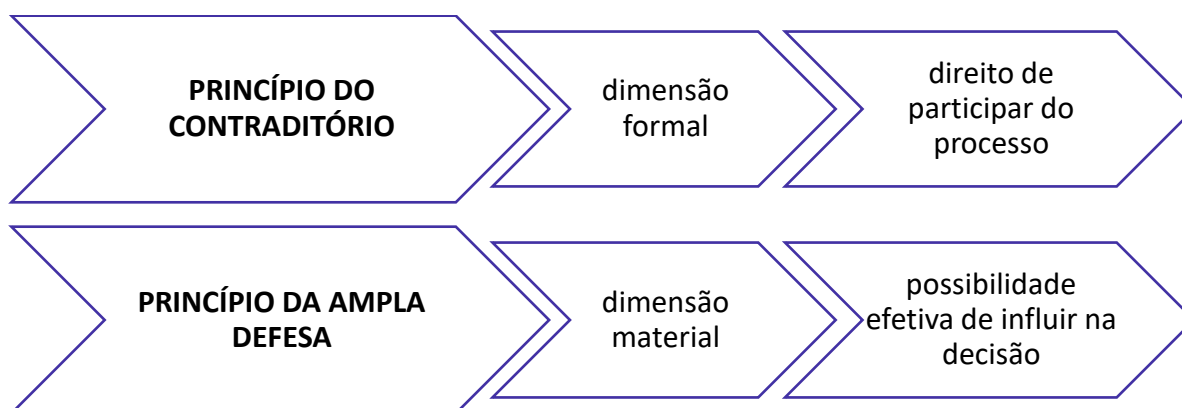 PRINCÍPIO DO
CONTRADITÓRIO
dimensão
formal
direito de
participar do
processo
PRINCÍPIO DA AMPLA
DEFESA
dimensão
material
possibilidade
efetiva de influir na
decisão